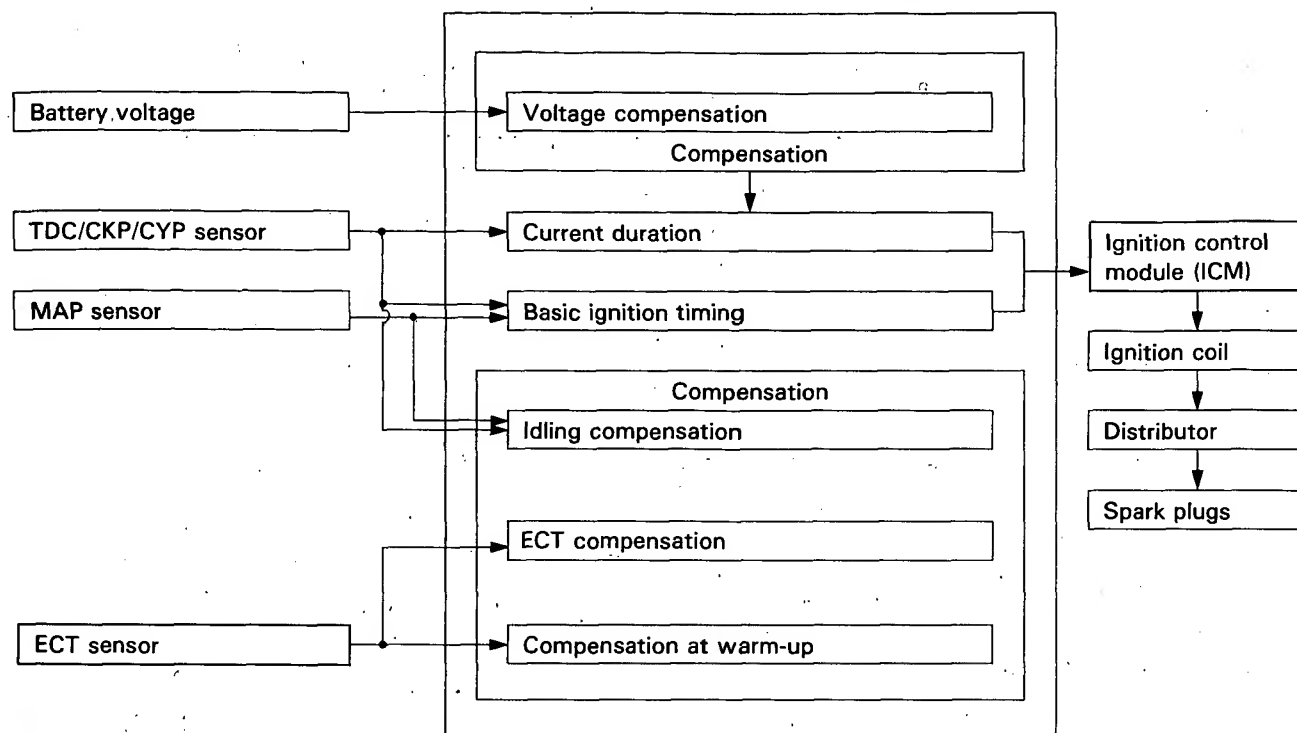 Battery voltage
Voltage compensation
Compensation
TDC/CKP/CYP sensor
Current duration
MAP sensor
Basic ignition timing
Compensation
Idling compensation
ECT compensation
ECT sensor
Compensation at warm-up
Ignition control
module (ICM)
Ignition coil
Distributor
Spark plugs